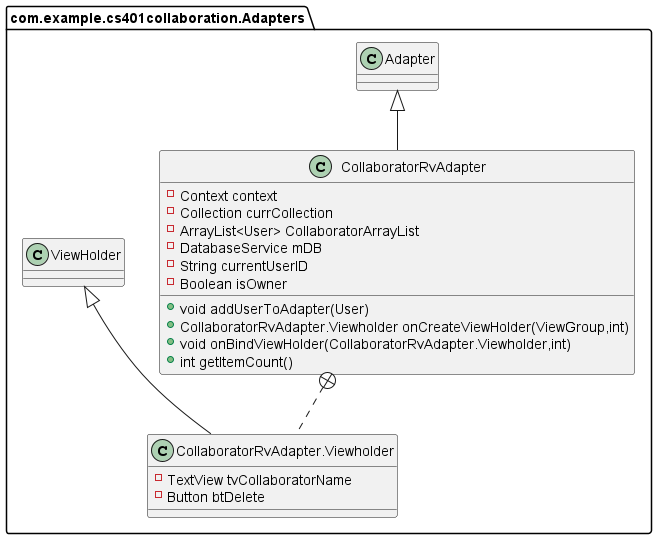 com.example.cs401collaboration.Adapters
C Adapter
C CollaboratorRvAdapter
Context context
Collection currCollection
ArrayList<User> CollaboratorArrayList
DatabaseService mDB
String currentUserID
Boolean isOwner
void addUserToAdapter(User)
CollaboratorRvAdapter.Viewholder onCreateViewHolder(ViewGroup,int)
void onBindViewHolder(CollaboratorRvAdapter.Viewholder,int)
int getItemCount()
C ViewHolder
C CollaboratorRvAdapter.Viewholder
TextView tvCollaboratorName
Button btDelete